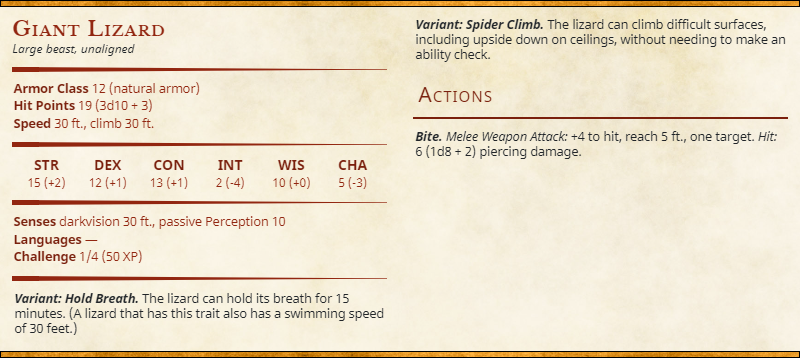 GIANT LIZARD
Large beast, unaligned
Armor Class 12 (natural armor)
Hit Points 19 (3d10 + 3)
Speed 30 ft., climb 30 ft.
STR DEX CON INT WIS CHA
15 (+2) 12 (+1) 13 (+1) 2 (-4) 10 (+0) 5 (-3)
Senses darkvision 30 ft., passive Perception 10
Languages —
Challenge 1/4 (50 XP)
Variant: Hold Breath. The lizard can hold its breath for 15
minutes. (A lizard that has this trait also has a swimming speed
of 30 feet.)
Variant: Spider Climb. The lizard can climb difficult surfaces,
including upside down on ceilings, without needing to make an
ability check.
ACTIONS
Bite. Melee Weapon Attack: +4 to hit, reach 5 ft., one target. Hit:
6 (1d8 + 2) piercing damage.